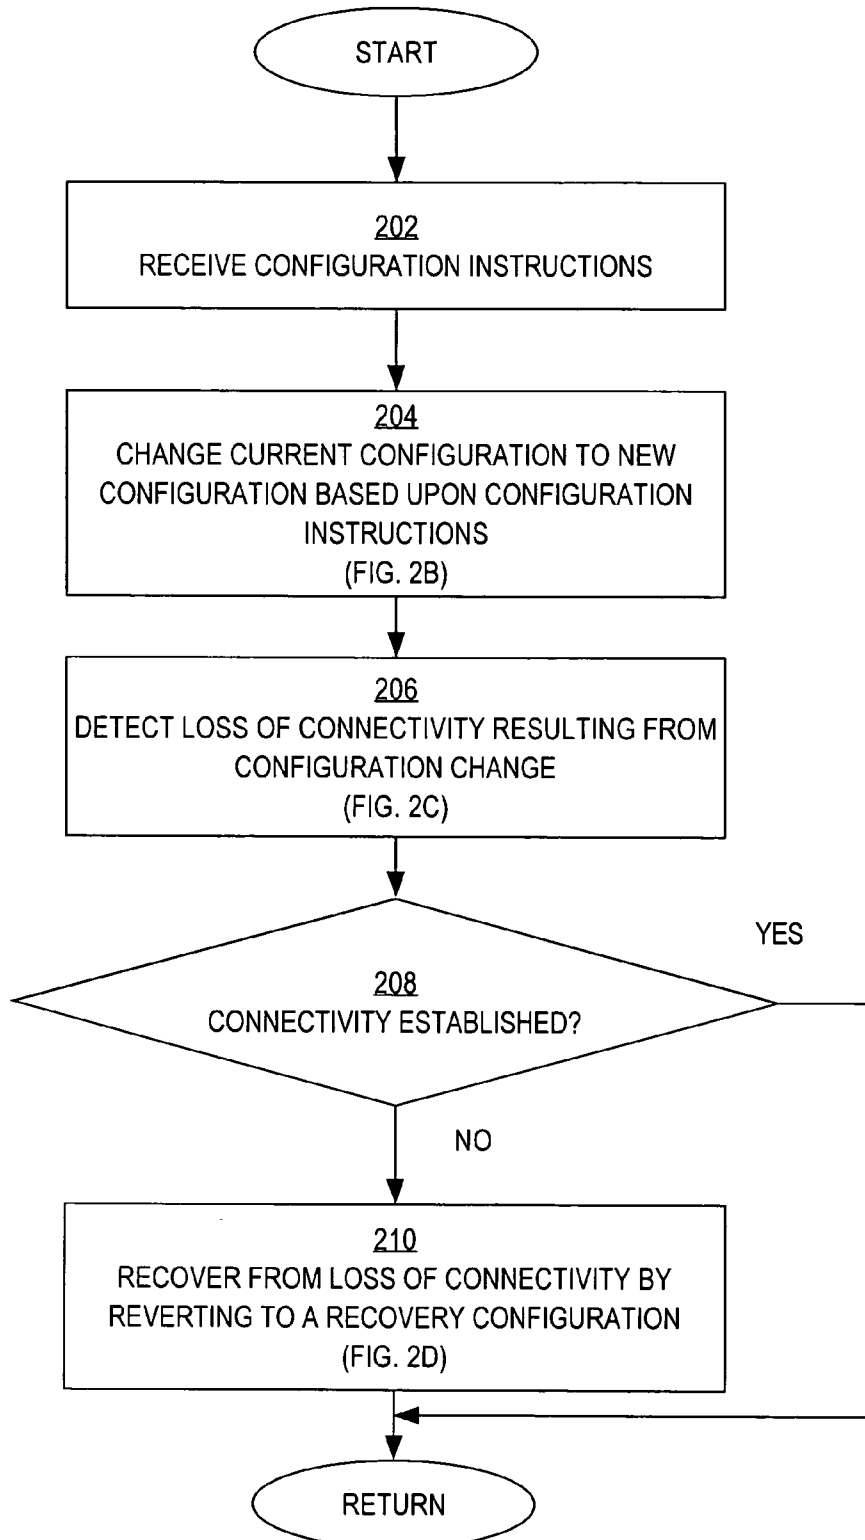 START
202
RECEIVE CONFIGURATION INSTRUCTIONS
204
CHANGE CURRENT CONFIGURATION TO NEW
CONFIGURATION BASED UPON CONFIGURATION
INSTRUCTIONS
(FIG. 2B)
206
DETECT LOSS OF CONNECTIVITY RESULTING FROM
CONFIGURATION CHANGE
(FIG. 2C)
YES
208
CONNECTIVITY ESTABLISHED?
NO
210
RECOVER FROM LOSS OF CONNECTIVITY BY
REVERTING TO A RECOVERY CONFIGURATION
(FIG. 2D)
RETURN